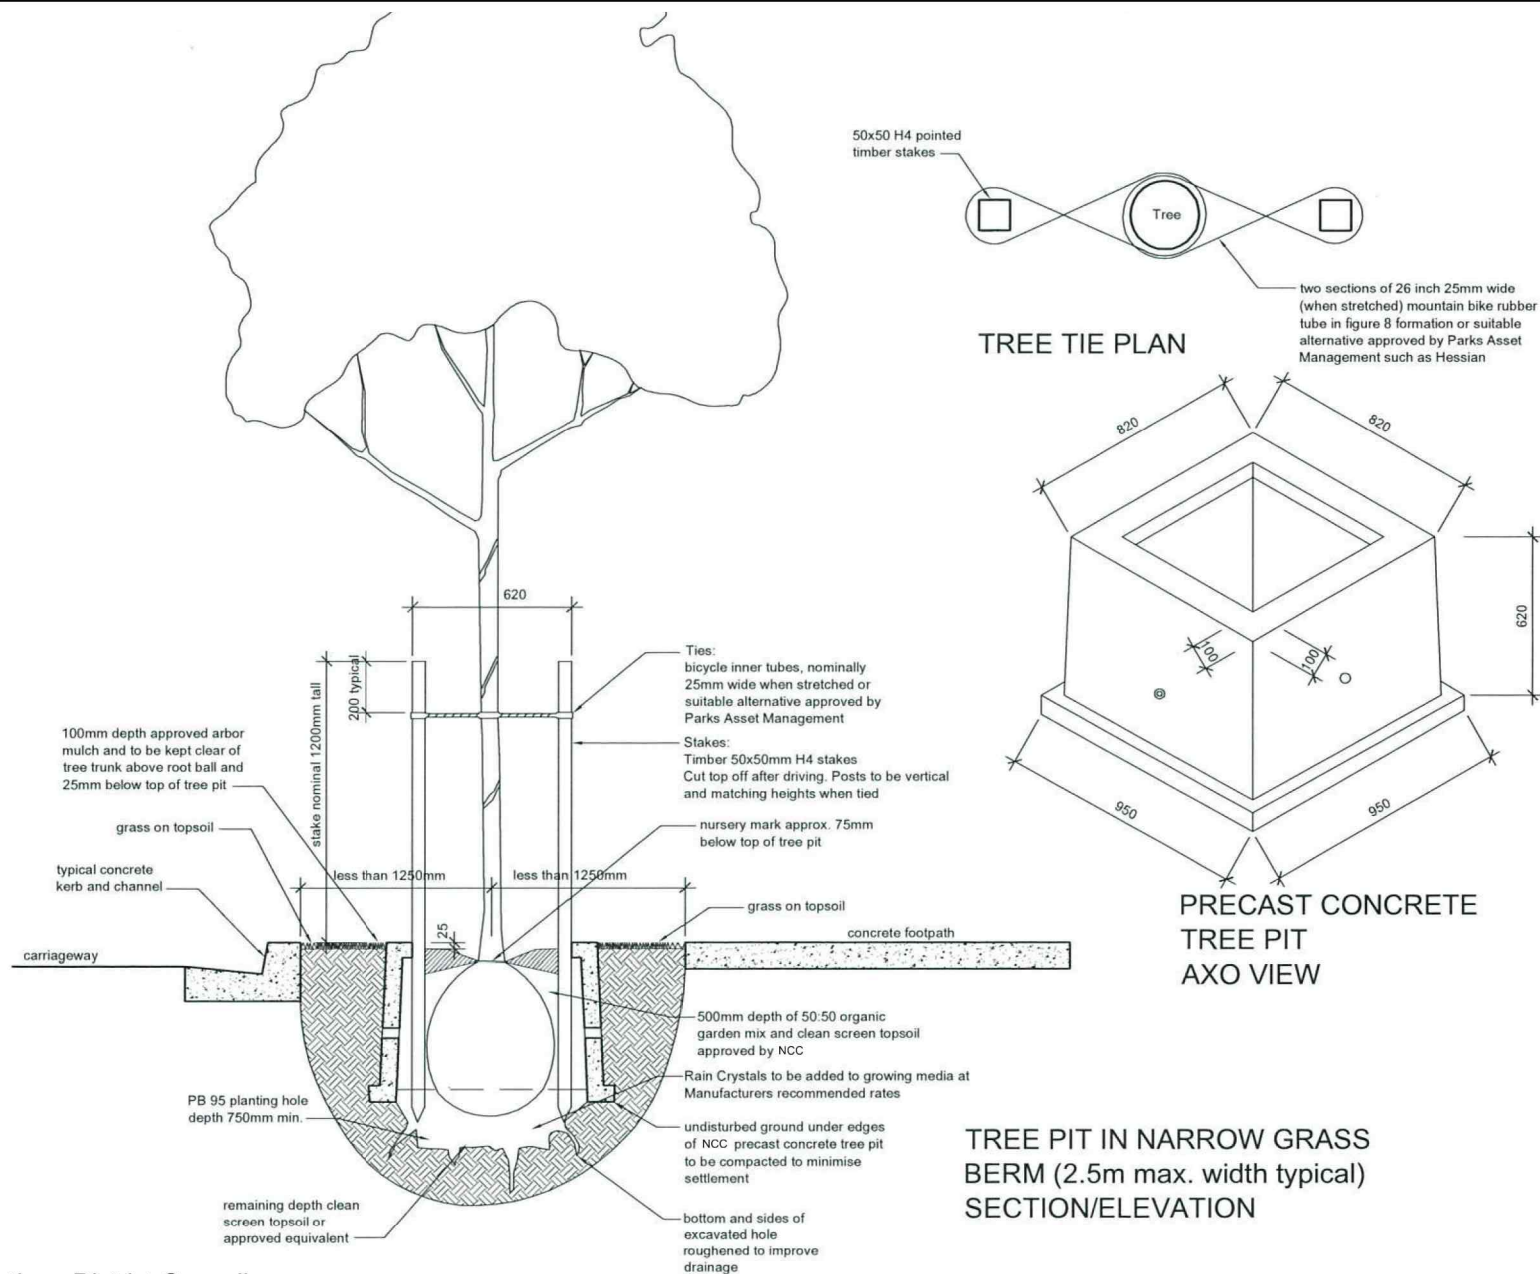 50x50 H4 pointed
timber stakes
Tree
two sections of 26 inch 25mm wide
(when stretched) mountain bike rubber
tube in figure 8 formation or suitable
alternative approved by Parks Asset
Management such as Hessian
TREE TIE PLAN
820
820
620
100
100
950
950
PRECAST CONCRETE
TREE PIT
AXO VIEW
620
200 typical
stake nominal 1200mm tall
Ties:
bicycle inner tubes, nominally
25mm wide when stretched or
suitable alternative approved by
Parks Asset Management
Stakes:
Timber 50x50mm H4 stakes
Cut top off after driving. Posts to be vertical
and matching heights when tied
100mm depth approved arbor
mulch and to be kept clear of
tree trunk above root ball and
25mm below top of tree pit
grass on topsoil
typical concrete
kerb and channel
nursery mark approx. 75mm
below top of tree pit
less than 1250mm
less than 1250mm
grass on topsoil
25
concrete footpath
carriageway
500mm depth of 50:50 organic
garden mix and clean screen topsoil
approved by NCC
Rain Crystals to be added to growing media at
Manufacturers recommended rates
PB 95 planting hole
depth 750mm min.
undisturbed ground under edges
of NCC precast concrete tree pit
to be compacted to minimise
settlement
remaining depth clean
screen topsoil or
approved equivalent
bottom and sides of
excavated hole
roughened to improve
drainage
TREE PIT IN NARROW GRASS
BERM (2.5m max. width typical)
SECTION/ELEVATION